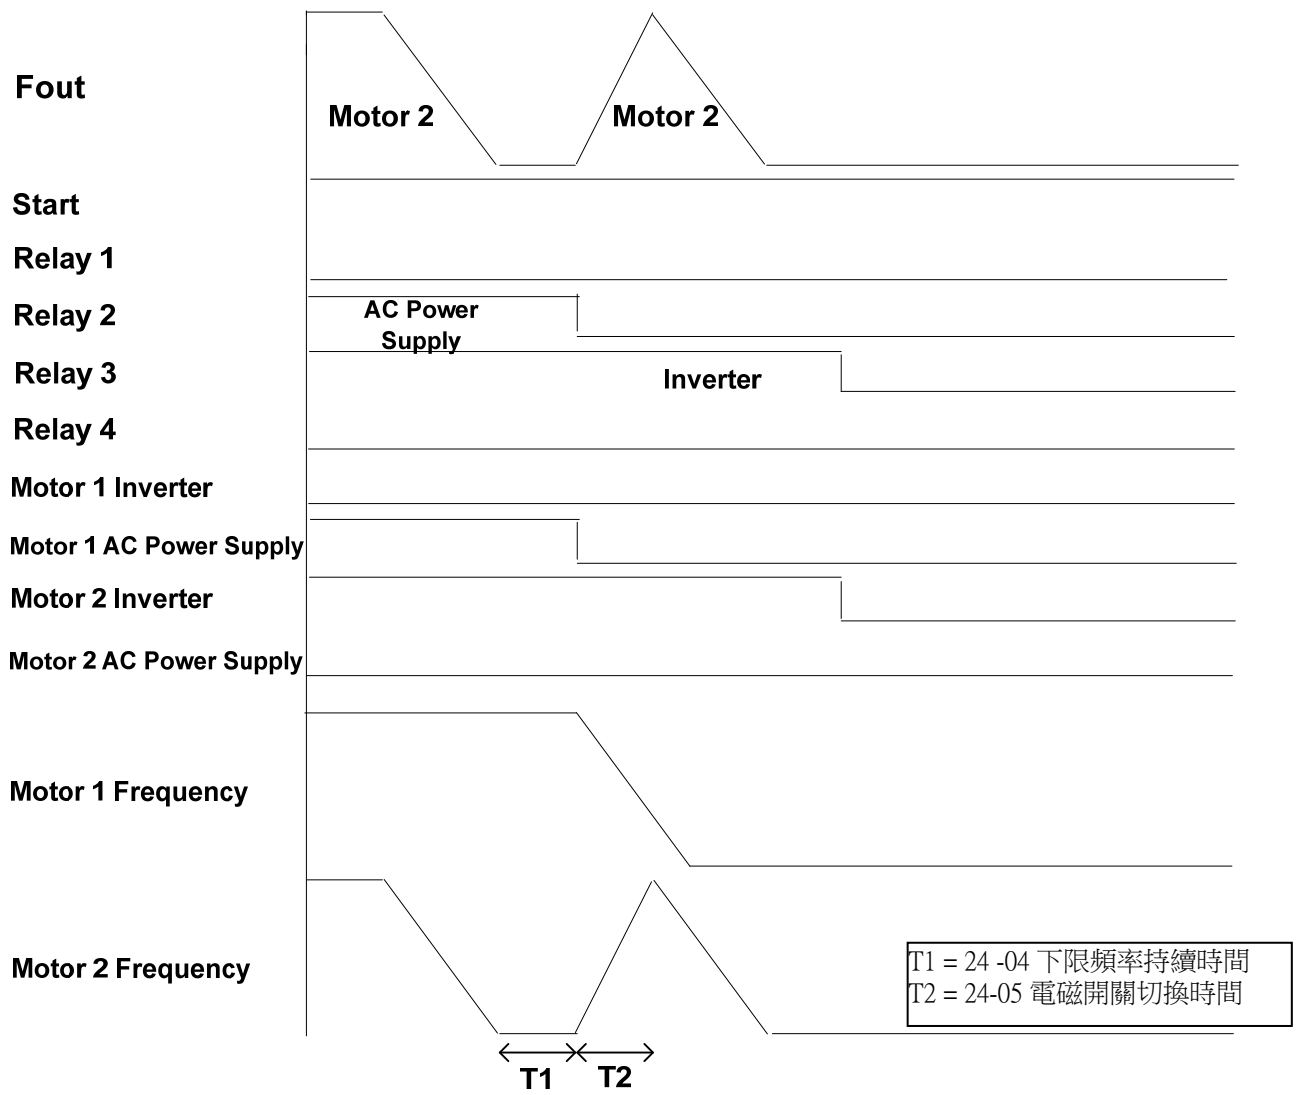 Fout
Motor 2
Motor 2
Start
Relay 1
Relay 2
AC Power
Supply
Relay 3
Inverter
Relay 4
Motor 1 Inverter
Motor 1 AC Power Supply
Motor 2 Inverter
Motor 2 AC Power Supply
Motor 1 Frequency
Motor 2 Frequency
T1 = 24 -04 下限頻率持續時間
T2 = 24-05 電磁開關切換時間
T1
T2